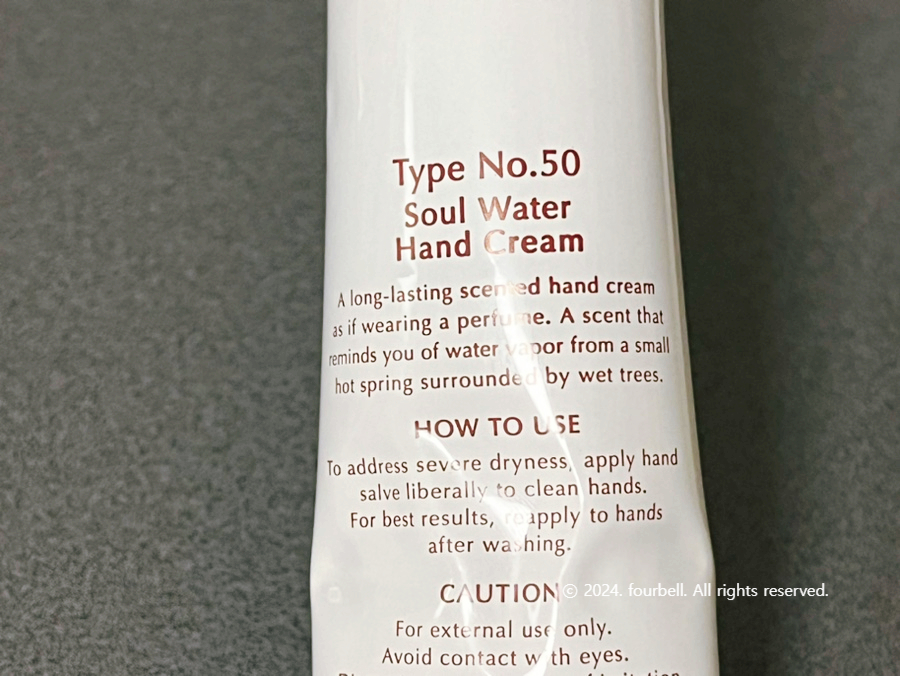 Type No.50
Soul Water
Hand Cream
A long-lasting scented hand cream
as if wearing a perfume. A scent that
reminds you of water vapor from a small
hot spring surrounded by wet trees.
HOW TO USE
To address severe dryness, apply hand
salve liberally to clean hands.
For best results, reapply to hands
after washing.
CAUTION
© 2024. fourbell. All rights reserved.
For external use only.
Avoid contact with eyes.